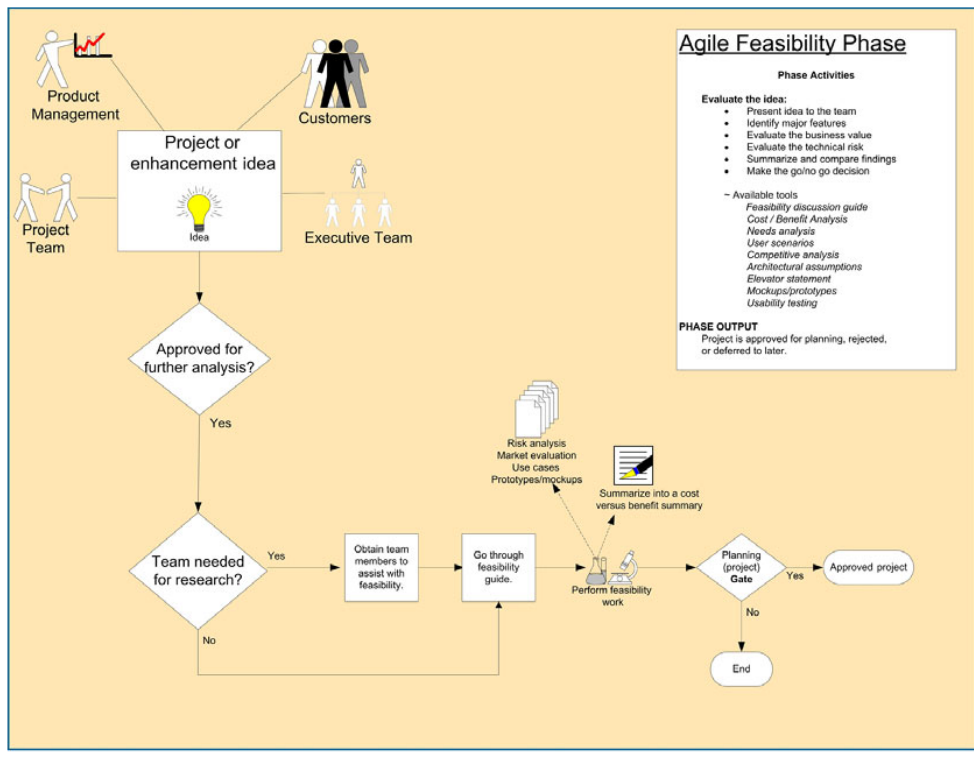 Product
Management
Customers
Project or
enhancement idea
Idea
Project
Team
Executive Team
Agile Feasibility Phase
Phase Activities
Evaluate the idea:
• Present idea to the team
• Identify major features
• Evaluate the business value
• Evaluate the technical risk
• Summarize and compare findings
• Make the go/no go decision
~ Available tools
Feasibility discussion guide
Cost / Benefit Analysis
Needs analysis
User scenarios
Competitive analysis
Architectural assumptions
Elevator statement
Mockups/prototypes
Usability testing
PHASE OUTPUT
Project is approved for planning, rejected,
or deferred to later.
Approved for
further analysis?
Yes
Team needed
for research?
Yes
No
Obtain team
members to
assist with
feasibility.
Go through
feasibility
guide.
Risk analysis
Market evaluation
Use cases
Prototypes/mockups
Summarize into a cost
versus benefit summary
Perform feasibility
work
Planning
(project)
Gate
Yes
Approved project
No
End